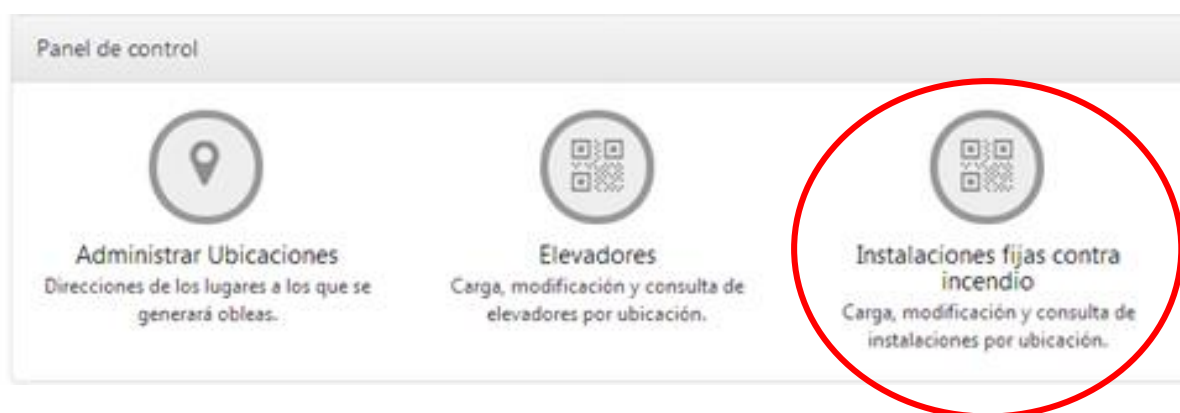 Panel de control
Administrar Ubicaciones
Direcciones de los lugares a los que se
generará obleas.
Elevadores
Carga, modificación y consulta de
elevadores por ubicación.
Instalaciones fijas contra
incendio
Carga, modificación y consulta de
instalaciones por ubicación.